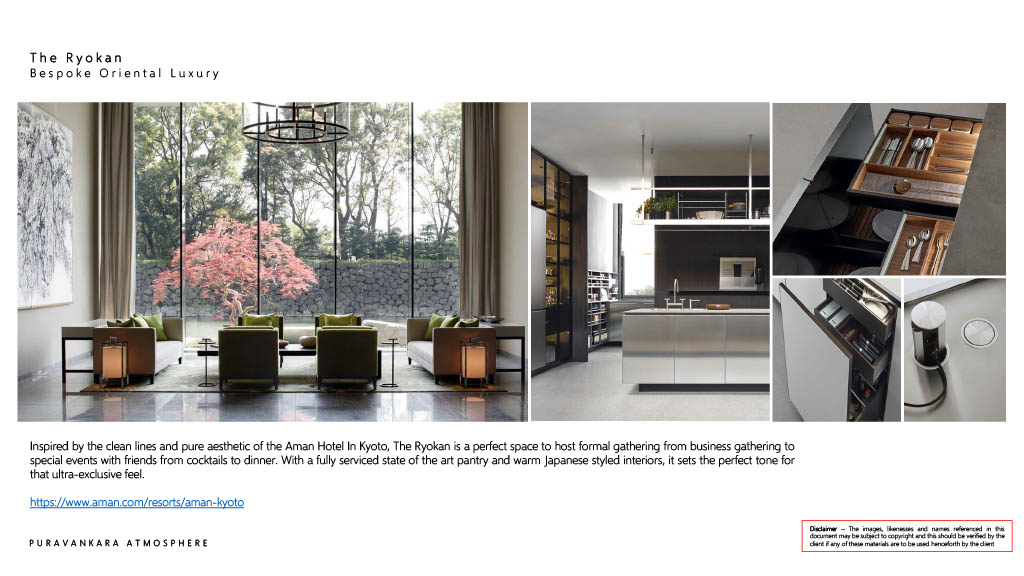 The Ryokan
Bespoke Oriental Luxury
Inspired by the clean lines and pure aesthetic of the Aman Hotel In Kyoto, The Ryokan is a perfect space to host formal gathering from business gathering to
special events with friends from cocktails to dinner. With a fully serviced state of the art pantry and warm Japanese styled interiors, it sets the perfect tone for
that ultra-exclusive feel.
https://www.aman.com/resorts/aman-kyoto
PURAVANKARA ATMOSPHERE
Disclaimer – The images, likenesses and names referenced in this
document may be subject to copyright and this should be verified by the
client if any of these materials are to be used henceforth by the client